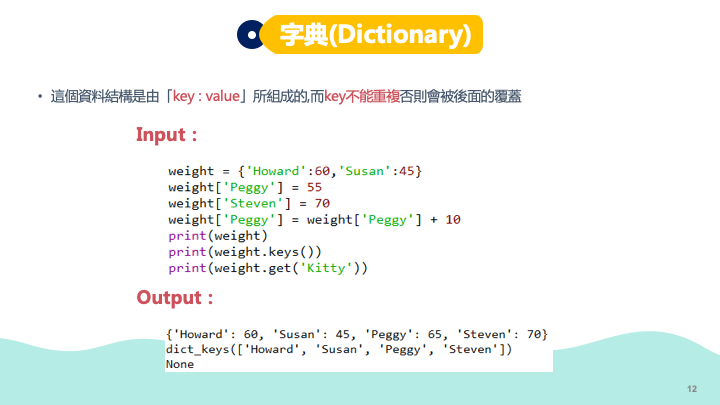 字典(Dictionary)
• 這個資料結構是由「key : value」所組成的,而key不能重複否則會被後面的覆蓋
Input：
weight = {'Howard':60,'Susan':45}
weight['Peggy'] = 55
weight['Steven'] = 70
weight['Peggy'] = weight['Peggy'] + 10
print(weight)
print(weight.keys())
print(weight.get('Kitty'))
Output：
{'Howard': 60, 'Susan': 45, 'Peggy': 65, 'Steven': 70}
dict_keys(['Howard', 'Susan', 'Peggy', 'Steven'])
None
12